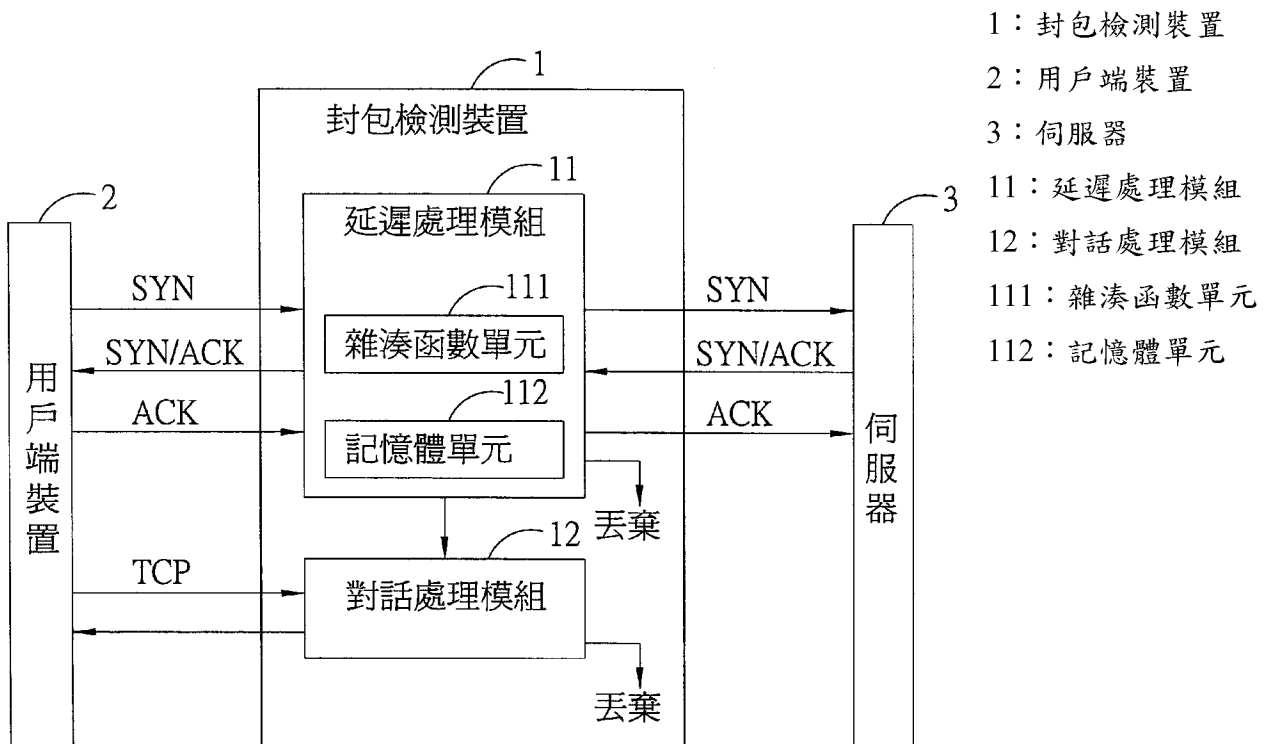 1
封包檢測裝置
11
延遲處理模組
2
3
SYN
SYN
111
雜湊函數單元
SYN/ACK
SYN/ACK
112
ACK
ACK
記憶體單元
丟棄
用戶端裝置
伺服器
12
TCP
對話處理模組
丟棄
1：封包檢測裝置
2：用戶端裝置
3：伺服器
11：延遲處理模組
12：對話處理模組
111：雜湊函數單元
112：記憶體單元